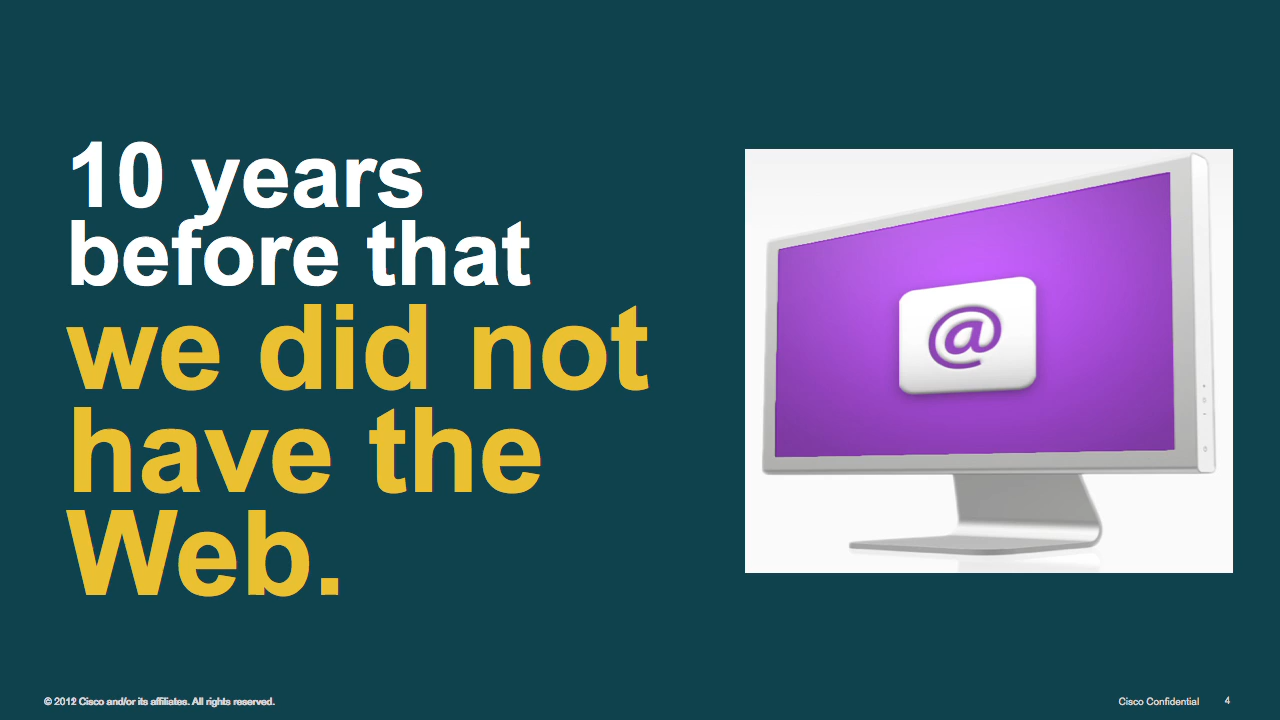 10 years
before that
we did not
have the
Web.
@
© 2012 Cisco and/or its affiliates. All rights reserved.
Cisco Confidential
4